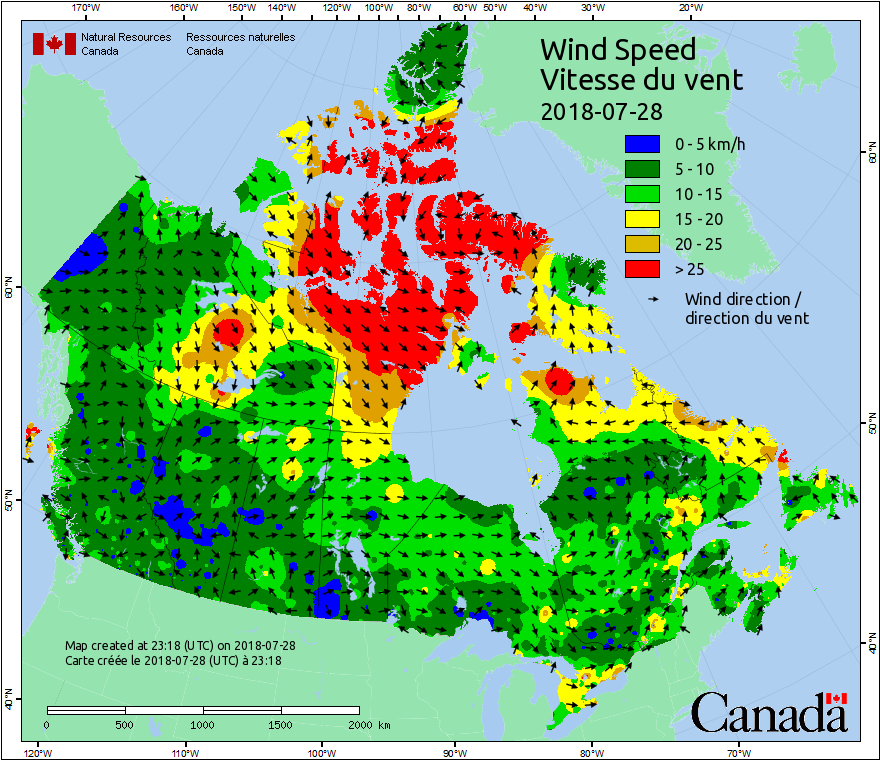 170°W 160°W 150°W 140°W 120°W 100°W 80°W 60°W 50°W 40°W 30°W 20°W
Natural Resources Ressources naturelles
Canada Canada
Wind Speed
Vitesse du vent
2018-07-28
0 - 5 km/h
5 - 10
10 - 15
15 - 20
20 - 25
> 25
Wind direction /
direction du vent
60°N
60°N
50°N
50°N
40°N
40°N
Map created at 23:18 (UTC) on 2018-07-28
Carte créée le 2018-07-28 (UTC) à 23:18
0 500 1000 1500 2000 km
Canada
120°W 110°W 100°W 90°W 80°W 70°W